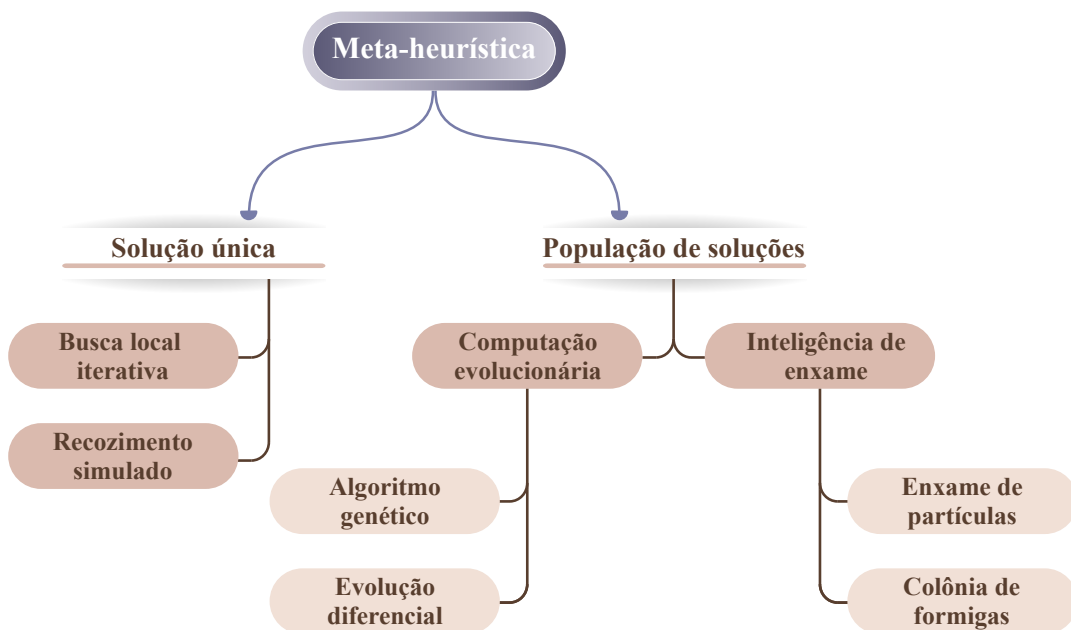 Meta-heurística
Solução única
População de soluções
Busca local
iterativa
Computação
evolucionária
Inteligência de
enxame
Recozimento
simulado
Algoritmo
genético
Enxame de
partículas
Evolução
diferencial
Colônia de
formigas